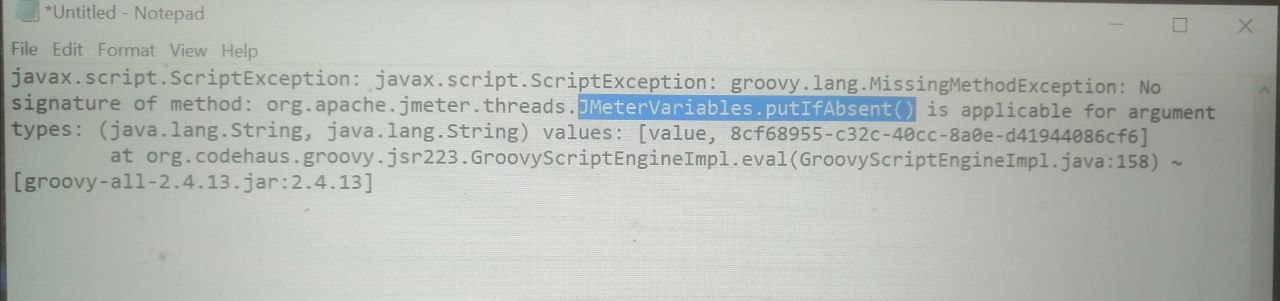 *Untitled - Notepad
File Edit Format View Help
javax.script.ScriptException: javax.script.ScriptException: groovy.lang.MissingMethodException: No
signature of method: org.apache.jmeter.threads.JMeterVariables.putIfAbsent() is applicable for argument
types: (java.lang.String, java.lang.String) values: [value, 8cf68955-c32c-40cc-8a0e-d41944086cf6]
at org.codehaus.groovy.jsr223.GroovyScriptEngineImpl.eval(GroovyScriptEngineImpl.java:158) ~
[groovy-all-2.4.13.jar:2.4.13]